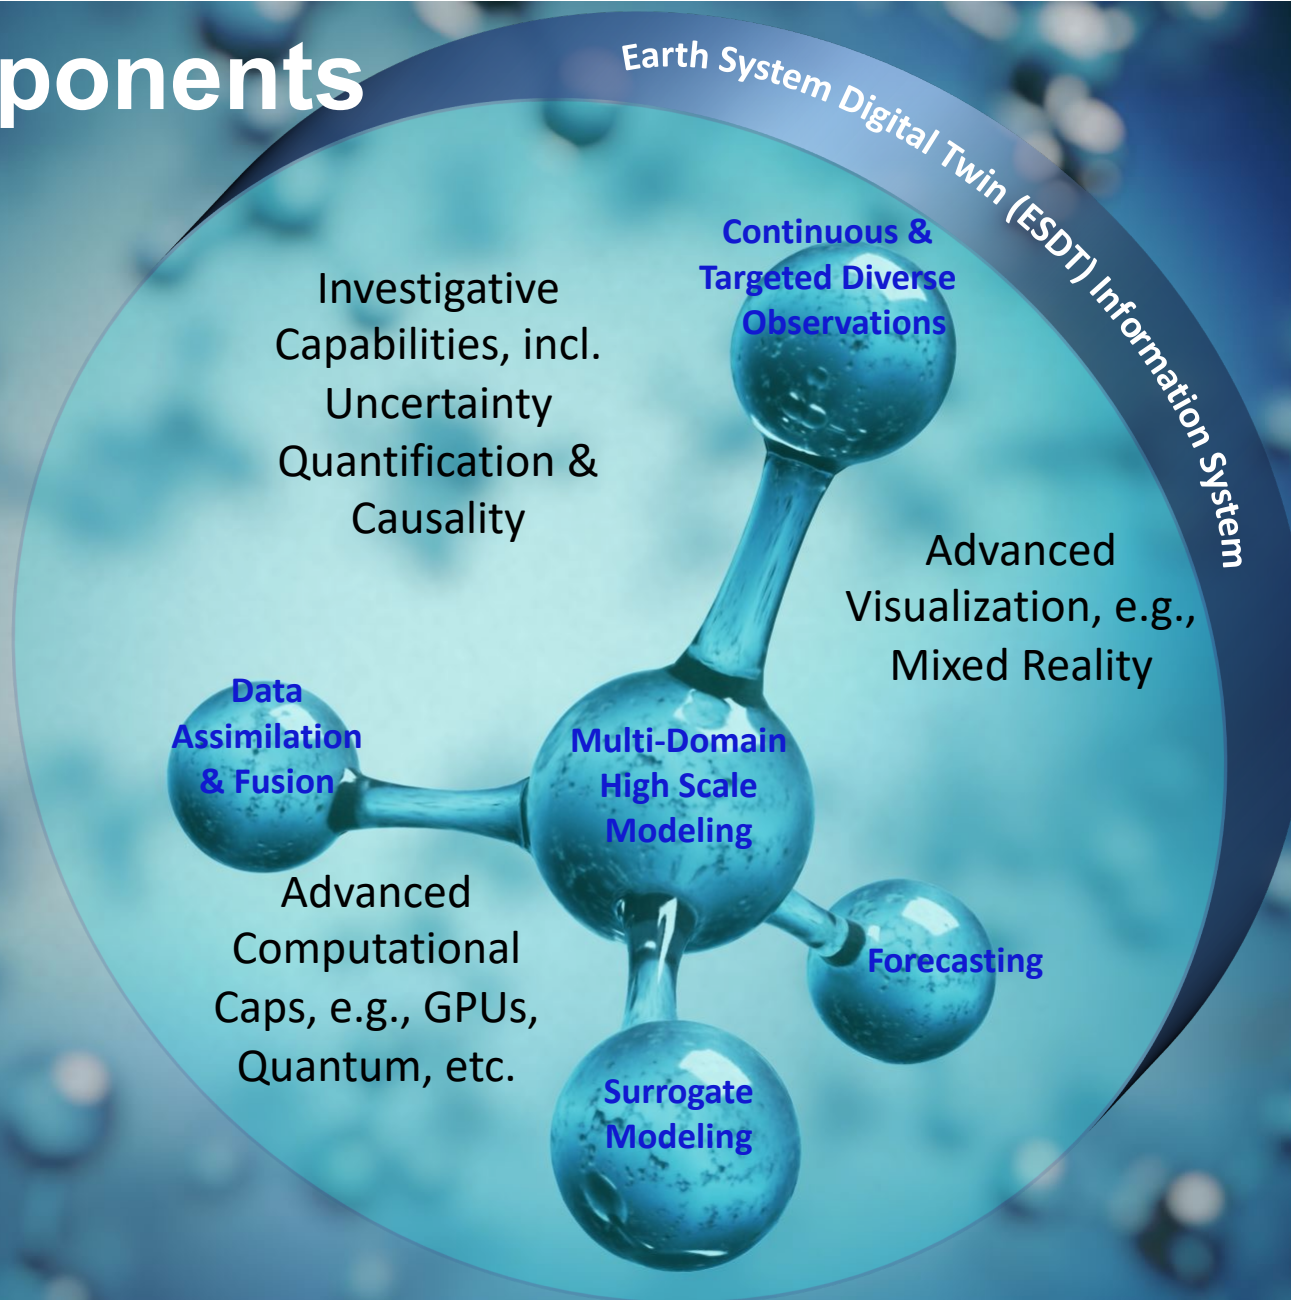 ponents
Earth System Digital Twin (ESDT) Information System
Continuous &
Targeted Diverse
Observations
Investigative
Capabilities, incl.
Uncertainty
Quantification &
Causality
Advanced
Visualization, e.g.,
Mixed Reality
Data
Assimilation
& Fusion
Multi-Domain
High Scale
Modeling
Advanced
Computational
Caps, e.g., GPUs,
Quantum, etc.
Forecasting
Surrogate
Modeling